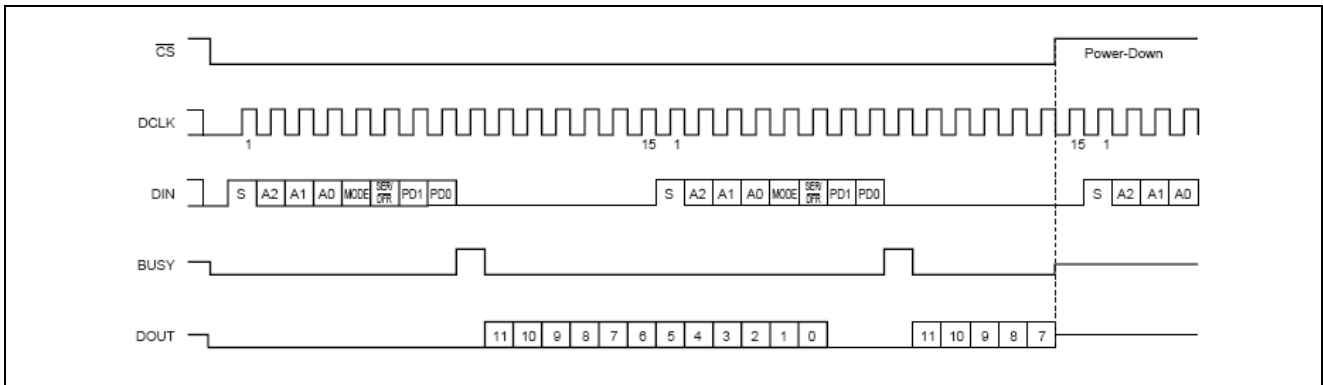 CS Power-Down
DCLK
1 15 1 15 1
DIN S A2 A1 A0 MODE SER/DFR PD1 PD0 S A2 A1 A0 MODE SER/DFR PD1 PD0 S A2 A1 A0
BUSY
DOUT 11 10 9 8 7 6 5 4 3 2 1 0 11 10 9 8 7